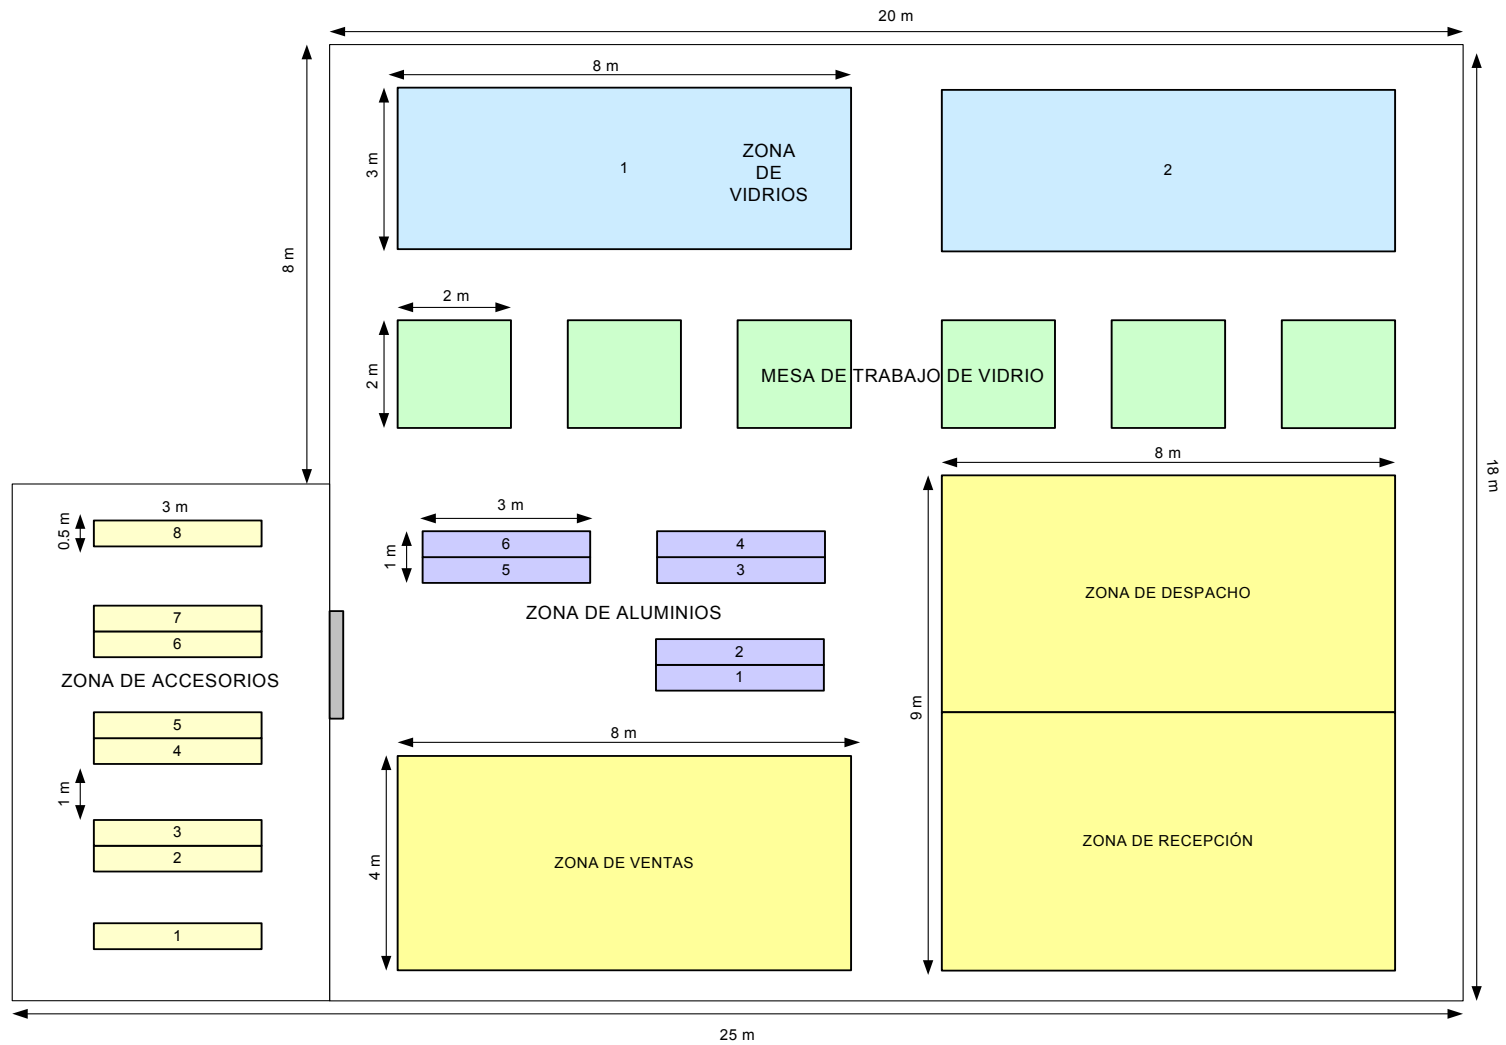 20 m
8 m
3 m
1
ZONA
DE
VIDRIOS
2
8 m
2 m
2 m
MESA DE TRABAJO DE VIDRIO
8 m
18 m
3 m
0.5 m
8
7
6
ZONA DE ACCESORIOS
5
4
1 m
3
2
1
3 m
1 m
6
5
4
3
ZONA DE ALUMINIOS
2
1
ZONA DE DESPACHO
9 m
8 m
4 m
ZONA DE VENTAS
ZONA DE RECEPCIÓN
25 m